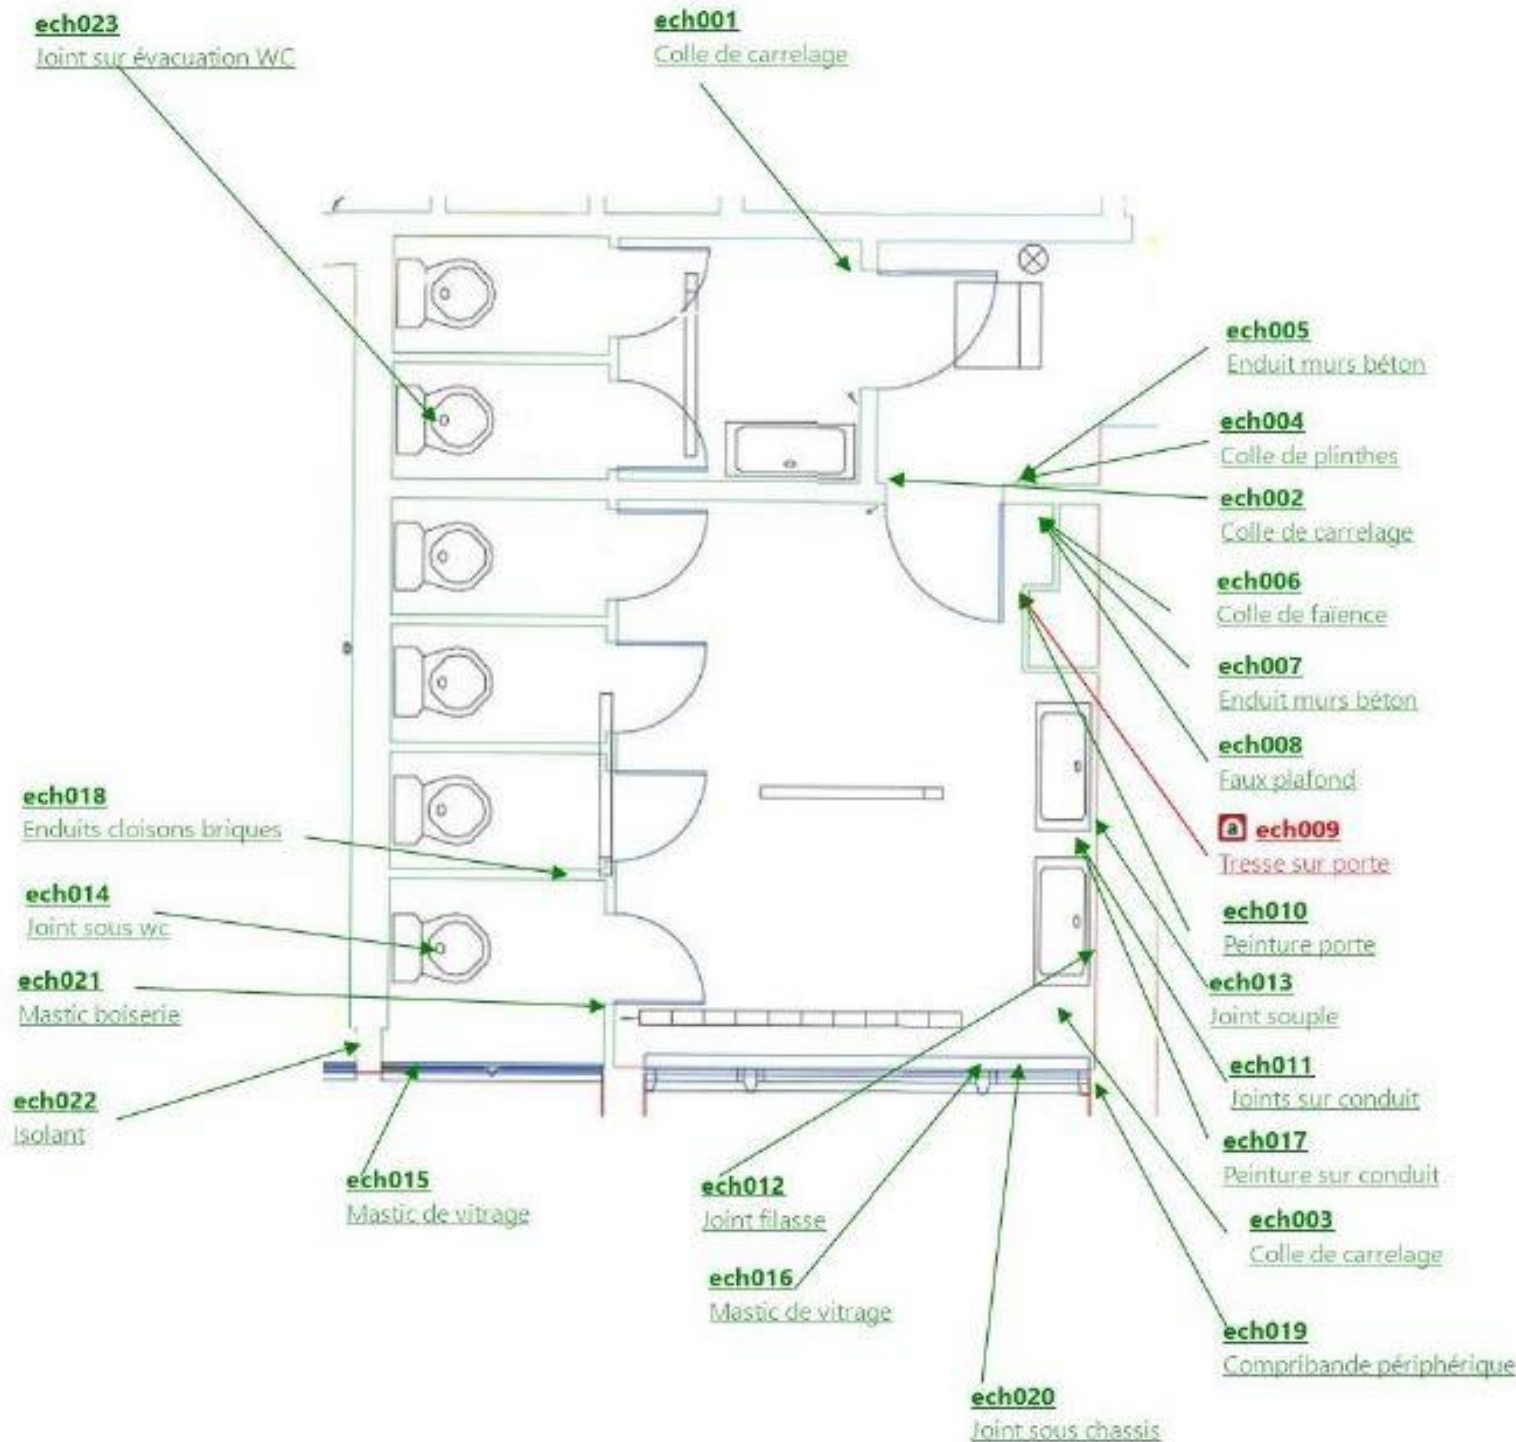 ech023
Joint sur évacuation WC
ech001
Colle de carrelage
ech005
Enduit murs béton
ech004
Colle de plinthes
ech002
Colle de carrelage
ech006
Colle de faïence
ech007
Enduit murs béton
ech008
Faux plafond
a ech009
Tresse sur porte
ech010
Peinture porte
ech013
Joint souple
ech011
Joints sur conduit
ech017
Peinture sur conduit
ech003
Colle de carrelage
ech019
Compribande périphérique
ech018
Enduits cloisons briques
ech014
Joint sous wc
ech021
Mastic boiserie
ech022
Isolant
ech015
Mastic de vitrage
ech012
Joint filasse
ech016
Mastic de vitrage
ech020
Joint sous chassis